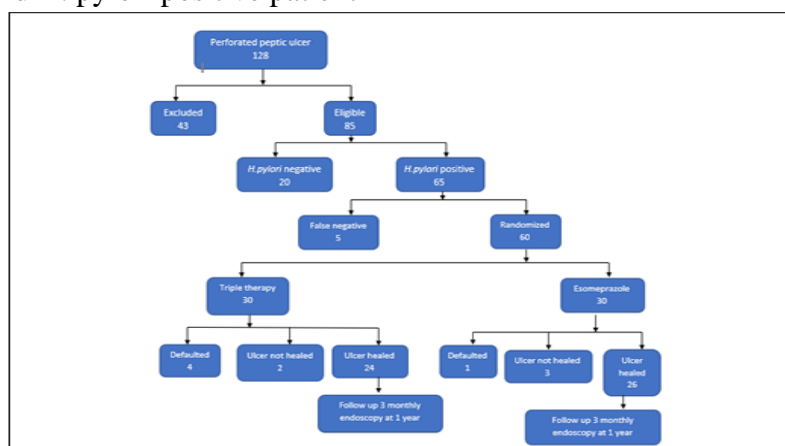 Perforated peptic ulcer
128
Excluded
43
Eligible
85
H.pylori negative
20
H.pylori positive
65
False negative
5
Randomized
60
Triple therapy
30
Esomeprazole
30
Defaulted
4
Ulcer not healed
2
Ulcer healed
24
Defaulted
1
Ulcer not healed
3
Ulcer
healed
26
Follow up 3 monthly
endoscopy at 1 year
Follow up 3 monthly
endoscopy at 1 year